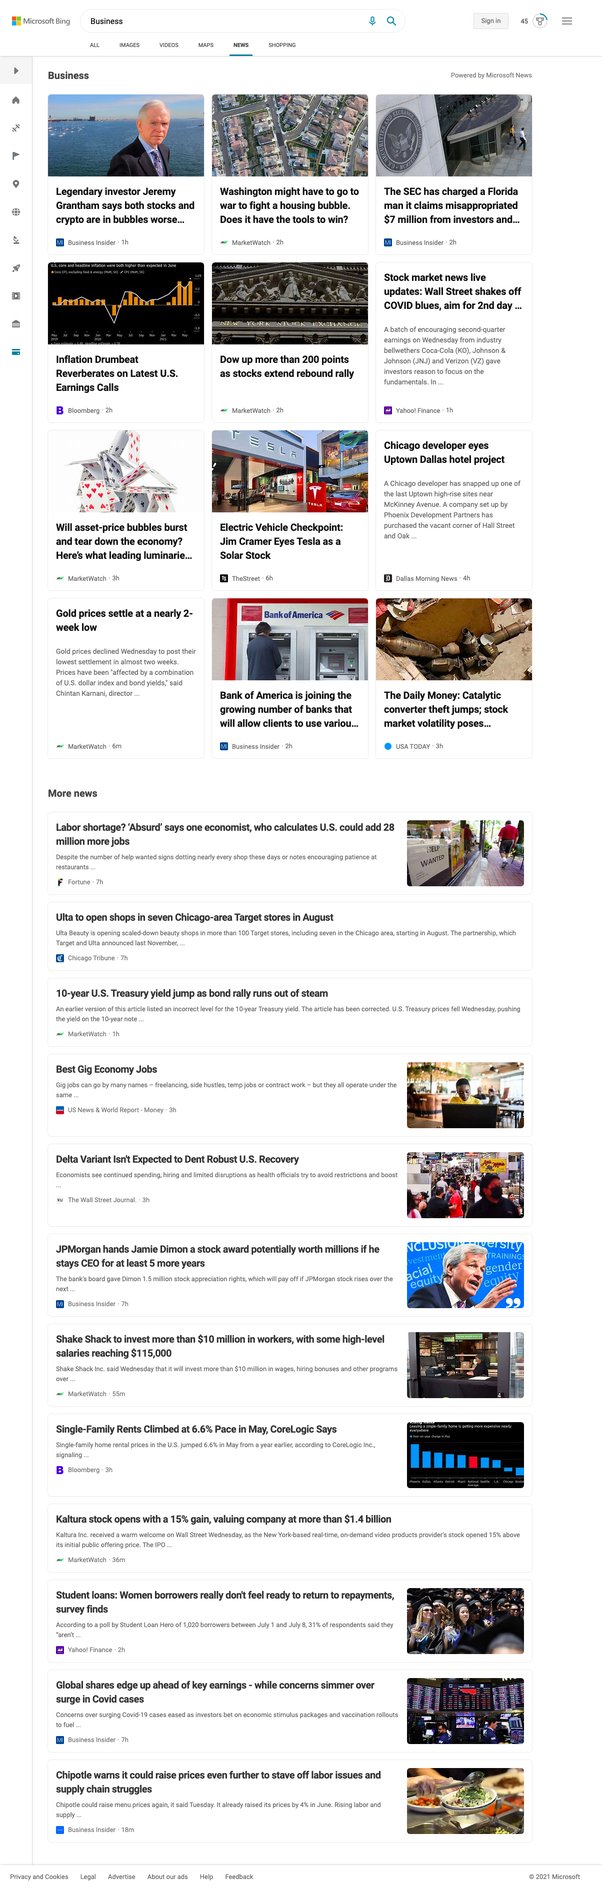 Microsoft Bing
Business
Sign in
45
ALL
IMAGES
VIDEOS
MAPS
NEWS
SHOPPING
Business
Powered by Microsoft News
Legendary investor Jeremy
Grantham says both stocks and
crypto are in bubbles worse...
Business Insider · 1h
Washington might have to go to
war to fight a housing bubble.
Does it have the tools to win?
MarketWatch · 2h
The SEC has charged a Florida
man it claims misappropriated
$7 million from investors and...
Business Insider · 2h
U.S. core and headline inflation were both higher than expected in June
Inflation Drumbeat
Reverberates on Latest U.S.
Earnings Calls
Bloomberg · 2h
NEW YORK STOCK EXCHANGE
Dow up more than 200 points
as stocks extend rebound rally
MarketWatch · 2h
Stock market news live
updates: Wall Street shakes off
COVID blues, aim for 2nd day ...
A batch of encouraging second-quarter
earnings on Wednesday from industry
bellwethers Coca-Cola (KO), Johnson &
Johnson (JNJ) and Verizon (VZ) gave
investors reason to focus on the
fundamentals. In ...
Yahoo! Finance · 1h
Will asset-price bubbles burst
and tear down the economy?
Here's what leading luminarie...
MarketWatch · 3h
TESLA
TESLA
Electric Vehicle Checkpoint:
Jim Cramer Eyes Tesla as a
Solar Stock
TheStreet · 6h
Chicago developer eyes
Uptown Dallas hotel project
A Chicago developer has snapped up one of
the last Uptown high-rise sites near
McKinney Avenue. A company set up by
Phoenix Development Partners has
purchased the vacant corner of Hall Street
and Oak ...
Dallas Morning News · 4h
Gold prices settle at a nearly 2-
week low
Gold prices declined Wednesday to post their
lowest settlement in almost two weeks.
Prices have been "affected by a combination
of U.S. dollar index and bond yields," said
Chintan Karnani, director ...
MarketWatch · 6m
Bank of America
Bank of America is joining the
growing number of banks that
will allow clients to use variou...
Business Insider · 2h
The Daily Money: Catalytic
converter theft jumps; stock
market volatility poses...
USA TODAY · 3h
More news
Labor shortage? 'Absurd' says one economist, who calculates U.S. could add 28
million more jobs
Despite the number of help wanted signs dotting nearly every shop these days or notes encouraging patience at
restaurants ...
Fortune · 7h
HELP
WANTED
Ulta to open shops in seven Chicago-area Target stores in August
Ulta Beauty is opening scaled-down beauty shops in more than 100 Target stores, including seven in the Chicago area, starting in August. The partnership, which
Target and Ulta announced last November, ...
Chicago Tribune · 7h
10-year U.S. Treasury yield jump as bond rally runs out of steam
An earlier version of this article listed an incorrect level for the 10-year Treasury yield. The article has been corrected. U.S. Treasury prices fell Wednesday, pushing
the yield on the 10-year note ...
MarketWatch · 1h
Best Gig Economy Jobs
Gig jobs can go by many names – freelancing, side hustles, temp jobs or contract work – but they all operate under the
same ...
US News & World Report - Money · 3h
Delta Variant Isn't Expected to Dent Robust U.S. Recovery
Economists see continued spending, hiring and limited disruptions as health officials try to avoid restrictions and boost
...
The Wall Street Journal. · 3h
JPMorgan hands Jamie Dimon a stock award potentially worth millions if he
stays CEO for at least 5 more years
The bank's board gave Dimon 1.5 million stock appreciation rights, which will pay off if JPMorgan stock rises over the
next ...
Business Insider · 7h
Shake Shack to invest more than $10 million in workers, with some high-level
salaries reaching $115,000
Shake Shack Inc. said Wednesday that it will invest more than $10 million in wages, hiring bonuses and other programs
over ...
MarketWatch · 55m
Single-Family Rents Climbed at 6.6% Pace in May, CoreLogic Says
Single-family home rental prices in the U.S. jumped 6.6% in May from a year earlier, according to CoreLogic Inc.,
signaling ...
Bloomberg · 3h
Kaltura stock opens with a 15% gain, valuing company at more than $1.4 billion
Kaltura Inc. received a warm welcome on Wall Street Wednesday, as the New York-based real-time, on-demand video products provider's stock opened 15% above
its initial public offering price. The IPO ...
MarketWatch · 36m
Student loans: Women borrowers really don't feel ready to return to repayments,
survey finds
According to a poll by Student Loan Hero of 1,020 borrowers between July 1 and July 8, 31% of respondents said they
"aren't ...
Yahoo! Finance · 2h
Global shares edge up ahead of key earnings - while concerns simmer over
surge in Covid cases
Concerns over surging Covid-19 cases eased as investors bet on economic stimulus packages and vaccination rollouts
to fuel ...
Business Insider · 7h
Chipotle warns it could raise prices even further to stave off labor issues and
supply chain struggles
Chipotle could raise menu prices again, it said Tuesday. It already raised its prices by 4% in June. Rising labor and
supply ...
Business Insider · 18m
Privacy and Cookies
Legal
Advertise
About our ads
Help
Feedback
© 2021 Microsoft